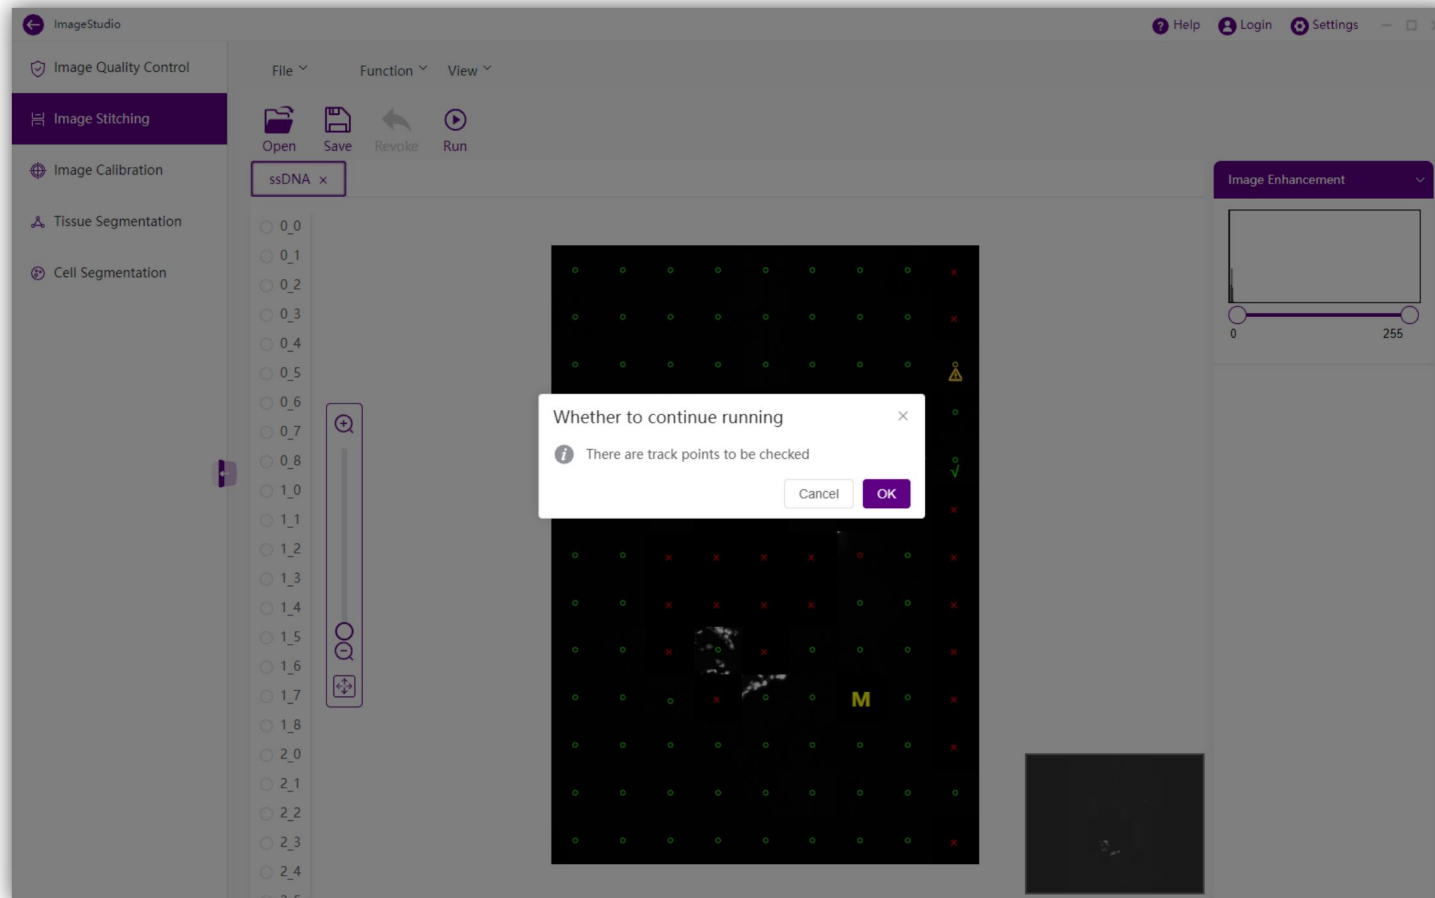 ImageStudio
Help Login Settings
Image Quality Control
File Function View
Image Stitching
Open Save Revoke Run
Image Calibration
ssDNA ×
Image Enhancement
Tissue Segmentation
Cell Segmentation
0_0
0_1
0_2
0_3
0_4
0_5
0_6
0_7
0_8
1_0
1_1
1_2
1_3
1_4
1_5
1_6
1_7
1_8
2_0
2_1
2_2
2_3
2_4
0 255
Whether to continue running
There are track points to be checked
Cancel OK
M